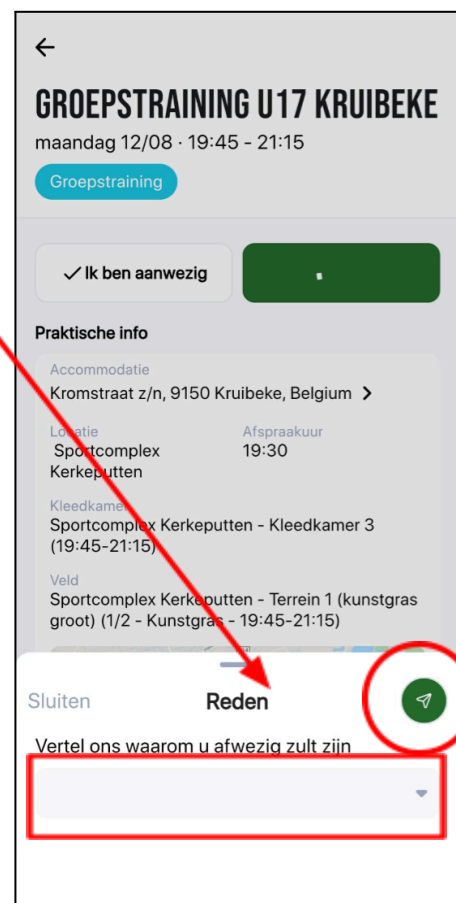 GROEPSTRAINING U17 KRUIBEKE
maandag 12/08 · 19:45 - 21:15
Groepstraining
Ik ben aanwezig
Praktische info
Accommodatie
Kromstraat z/n, 9150 Kruibeke, Belgium
Locatie
Afspraakuur
Sportcomplex
19:30
Kerkeputten
Kleedkamer
Sportcomplex Kerkeputten - Kleedkamer 3
(19:45-21:15)
Veld
Sportcomplex Kerkeputten - Terrein 1 (kunstgras
groot) (1/2 - Kunstgras - 19:45-21:15)
Sluiten
Reden
Vertel ons waarom u afwezig zult zijn